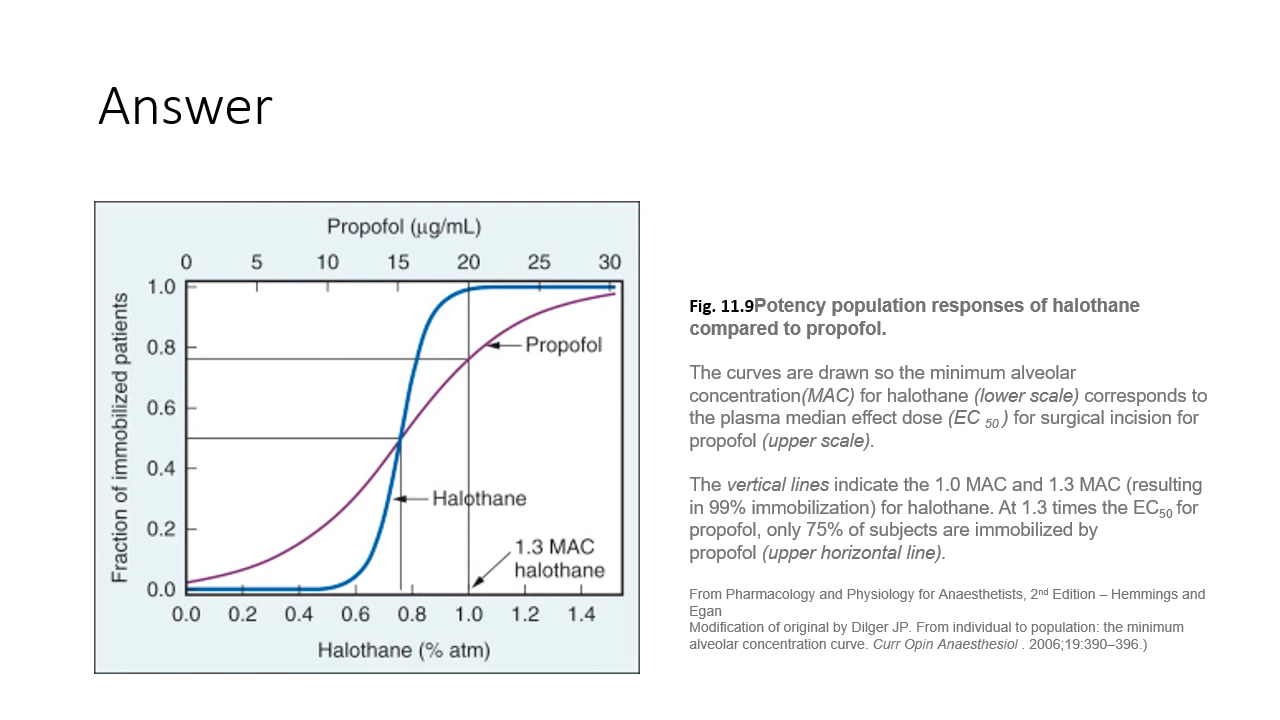 Answer
Propofol (μg/mL)
0 5 10 15 20 25 30
Fraction of immobilized patients
1.0
0.8
0.6
0.4
0.2
0.0
Propofol
Halothane
1.3 MAC
halothane
0.0 0.2 0.4 0.6 0.8 1.0 1.2 1.4
Halothane (% atm)
Fig. 11.9Potency population responses of halothane
compared to propofol.
The curves are drawn so the minimum alveolar
concentration(MAC) for halothane (lower scale) corresponds to
the plasma median effect dose (EC 50 ) for surgical incision for
propofol (upper scale).
The vertical lines indicate the 1.0 MAC and 1.3 MAC (resulting
in 99% immobilization) for halothane. At 1.3 times the EC50 for
propofol, only 75% of subjects are immobilized by
propofol (upper horizontal line).
From Pharmacology and Physiology for Anaesthetists, 2nd Edition – Hemmings and
Egan
Modification of original by Dilger JP. From individual to population: the minimum
alveolar concentration curve. Curr Opin Anaesthesiol . 2006;19:390–396.)